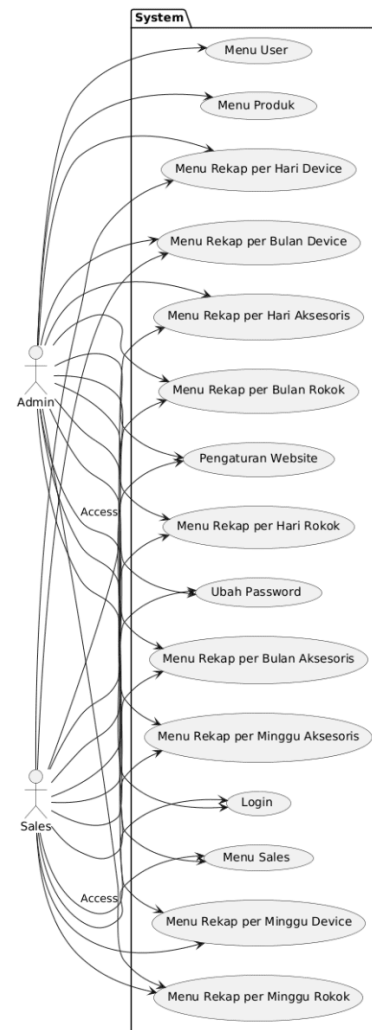 System
Menu User
Menu Produk
Menu Rekap per Hari Device
Menu Rekap per Bulan Device
Menu Rekap per Hari Aksesoris
Menu Rekap per Bulan Rokok
Admin
Pengaturan Website
Access
Menu Rekap per Hari Rokok
Ubah Password
Menu Rekap per Bulan Aksesoris
Menu Rekap per Minggu Aksesoris
Login
Sales
Menu Sales
Access
Menu Rekap per Minggu Device
Menu Rekap per Minggu Rokok